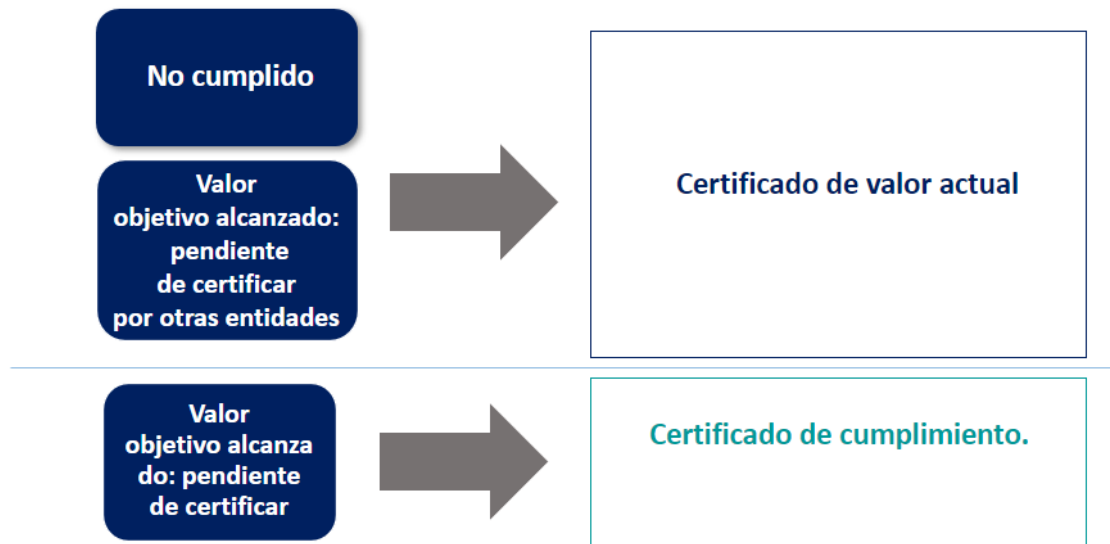 No cumplido
Valor
objetivo alcanzado:
pendiente
de certificar
por otras entidades
Certificado de valor actual
Valor
objetivo alcanza
do: pendiente
de certificar
Certificado de cumplimiento.